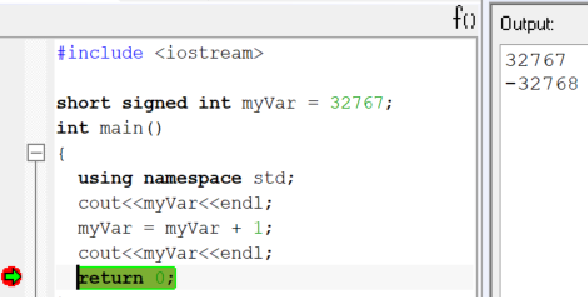 f()
Output:
#include <iostream>
32767
-32768
short signed int myVar = 32767;
int main()
{
using namespace std;
cout<<myVar<<endl;
myVar = myVar + 1;
cout<<myVar<<endl;
return 0;